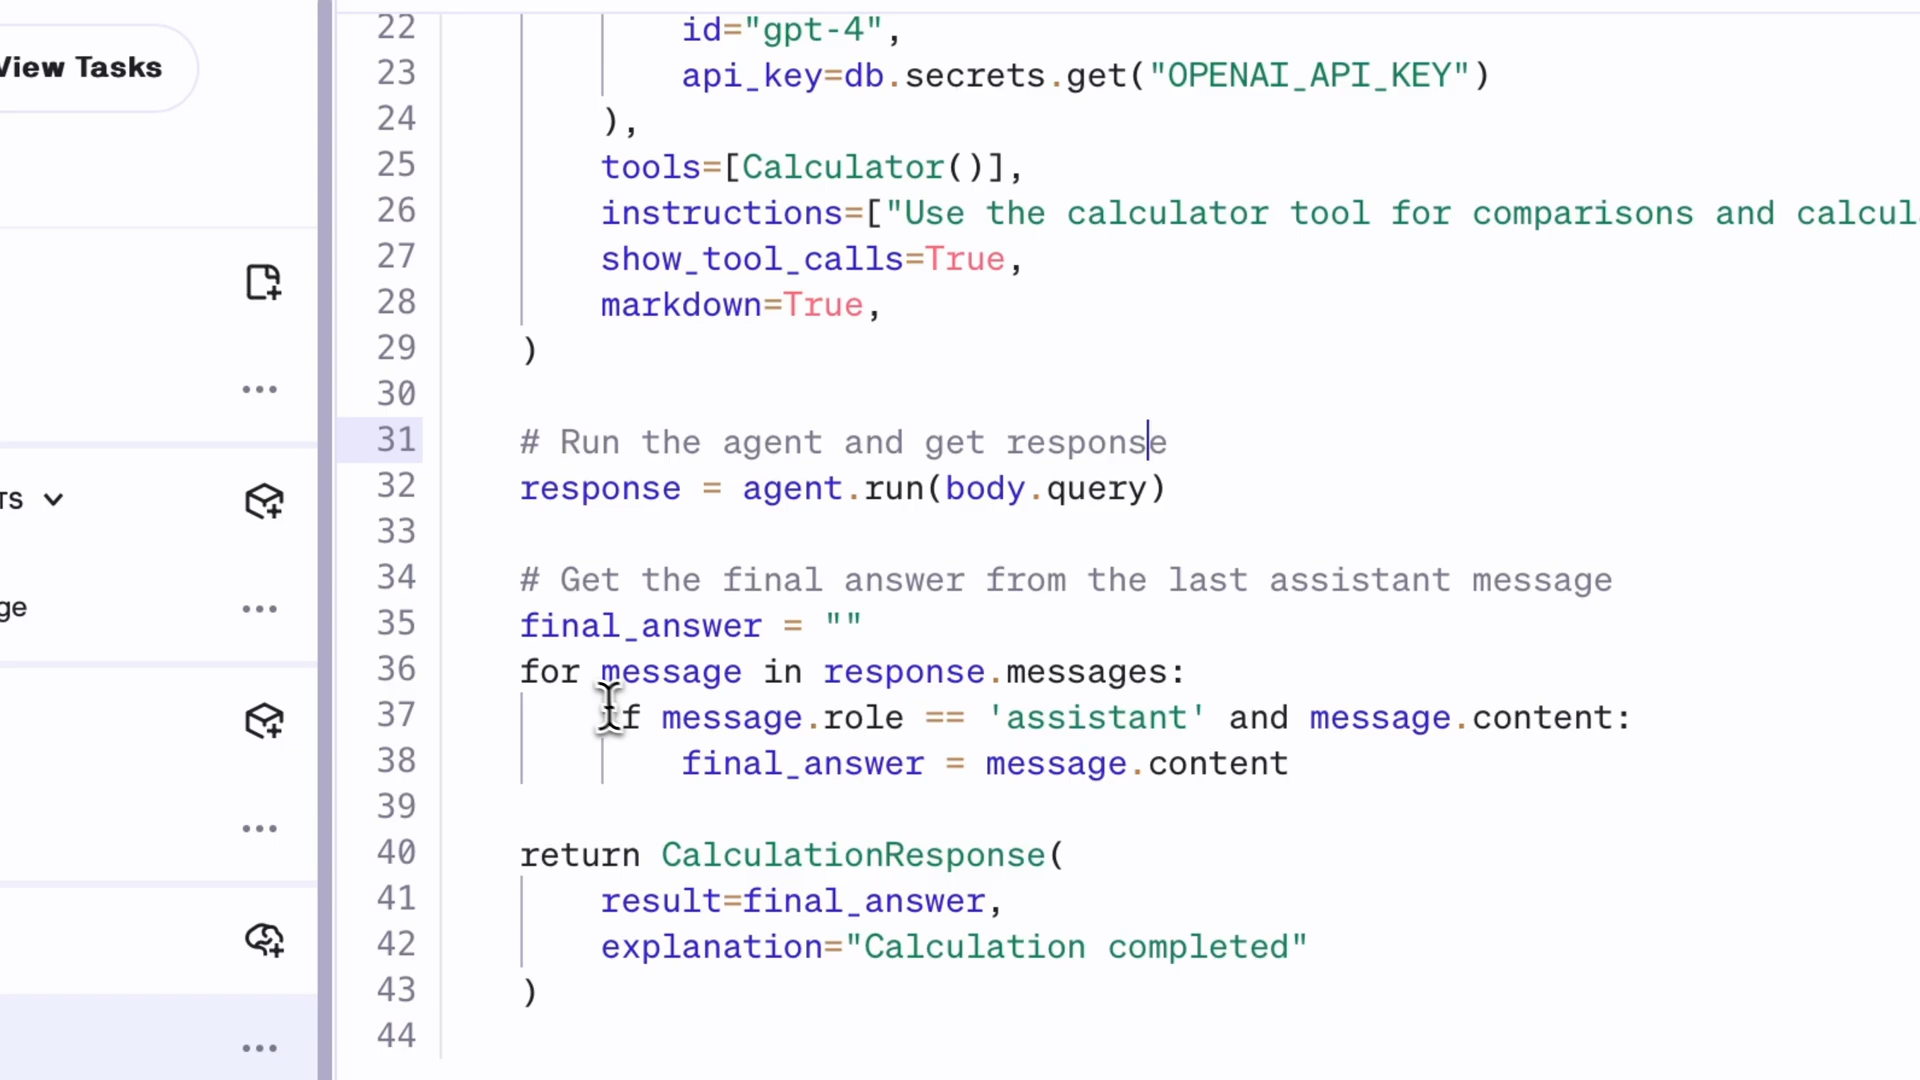 View Tasks
TS
ge
22 id="gpt-4",
23 api_key=db.secrets.get("OPENAI_API_KEY")
24 ),
25 tools=[Calculator()],
26 instructions=["Use the calculator tool for comparisons and calcul
27 show_tool_calls=True,
28 markdown=True,
29 )
30
31 # Run the agent and get response
32 response = agent.run(body.query)
33
34 # Get the final answer from the last assistant message
35 final_answer = ""
36 for message in response.messages:
37 if message.role == 'assistant' and message.content:
38 final_answer = message.content
39
40 return CalculationResponse(
41 result=final_answer,
42 explanation="Calculation completed"
43 )
44